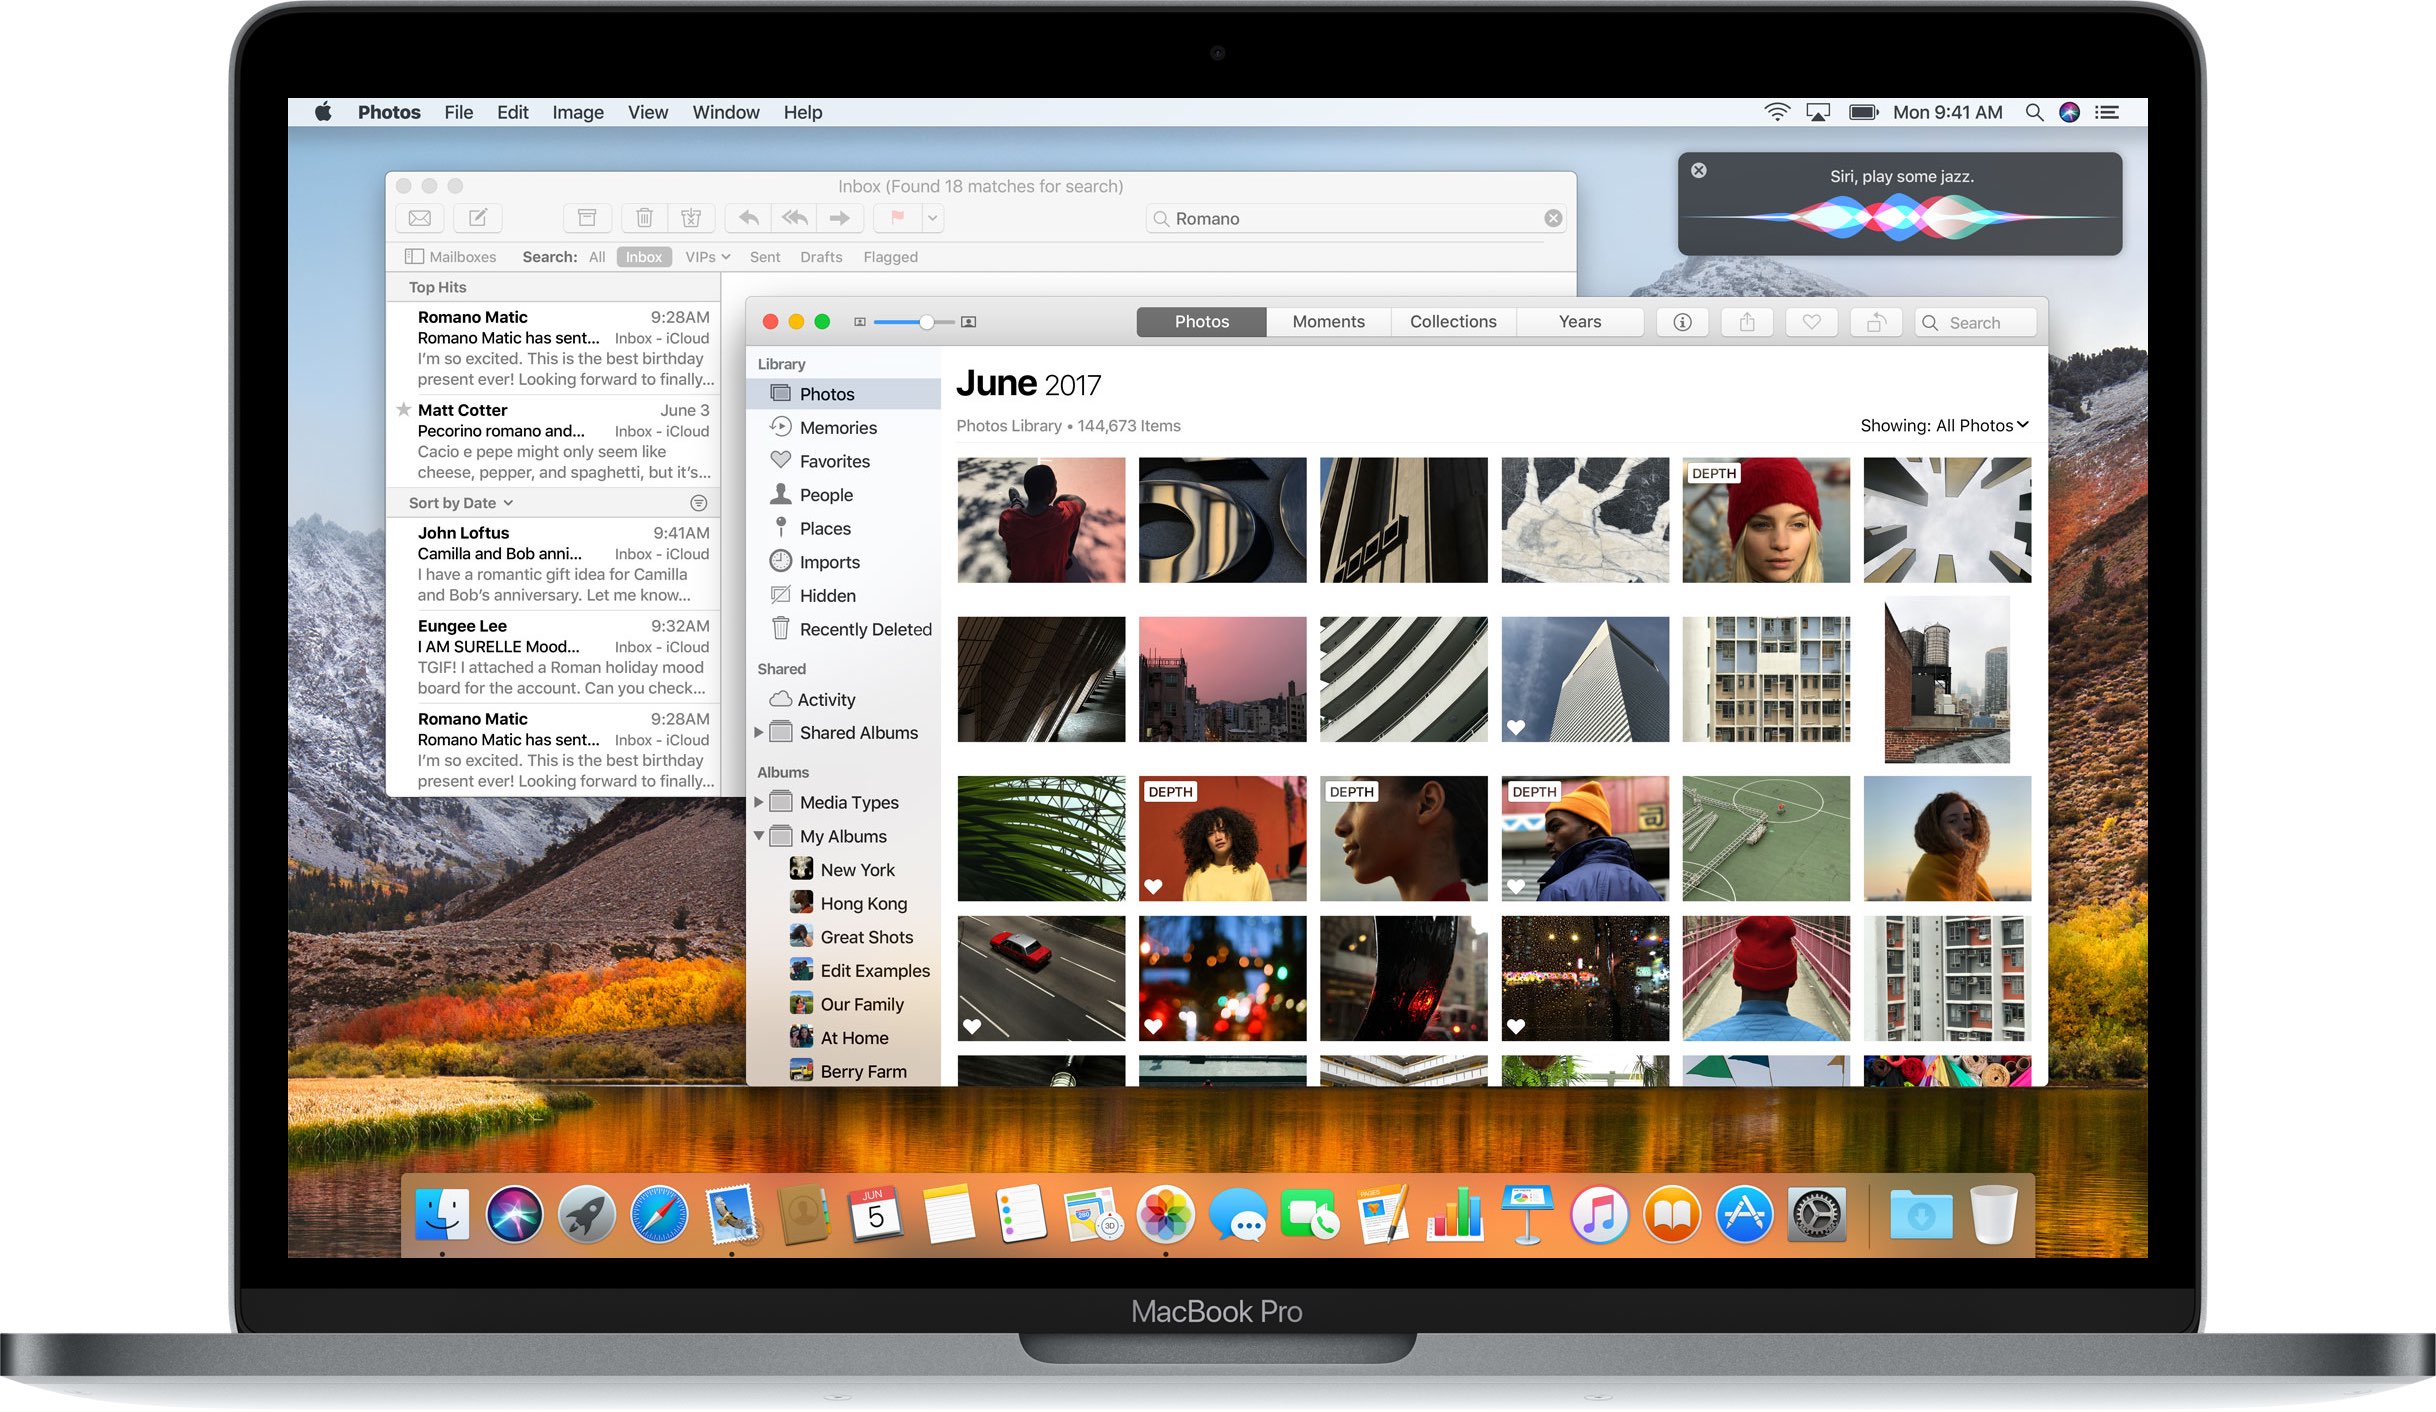 Photos File Edit Image View Window Help Mon 9:41 AM
Siri, play some jazz.
Inbox (Found 18 matches for search)
Romano
Mailboxes Search: All Inbox VIPs Sent Drafts Flagged
Top Hits
Romano Matic 9:28AM
Romano Matic has sent... Inbox - iCloud
I'm so excited. This is the best birthday
present ever! Looking forward to finally...
Matt Cotter June 3
Pecorino romano and... Inbox - iCloud
Cacio e pepe might only seem like
cheese, pepper, and spaghetti, but it's...
Sort by Date
John Loftus 9:41AM
Camilla and Bob anni... Inbox - iCloud
I have a romantic gift idea for Camilla
and Bob's anniversary. Let me know...
Eungee Lee 9:32AM
I AM SURELLE Mood... Inbox - iCloud
TGIF! I attached a Roman holiday mood
board for the account. Can you check...
Romano Matic 9:28AM
Romano Matic has sent... Inbox - iCloud
I'm so excited. This is the best birthday
present ever! Looking forward to finally...
Photos Moments Collections Years Search
Library
Photos
Memories
Favorites
People
Places
Imports
Hidden
Recently Deleted
Shared
Activity
Shared Albums
Albums
Media Types
My Albums
New York
Hong Kong
Great Shots
Edit Examples
Our Family
At Home
Berry Farm
June 2017
Photos Library • 144,673 Items Showing: All Photos
DEPTH
DEPTH DEPTH DEPTH
JUN
5
280
3D
PAGES
MacBook Pro